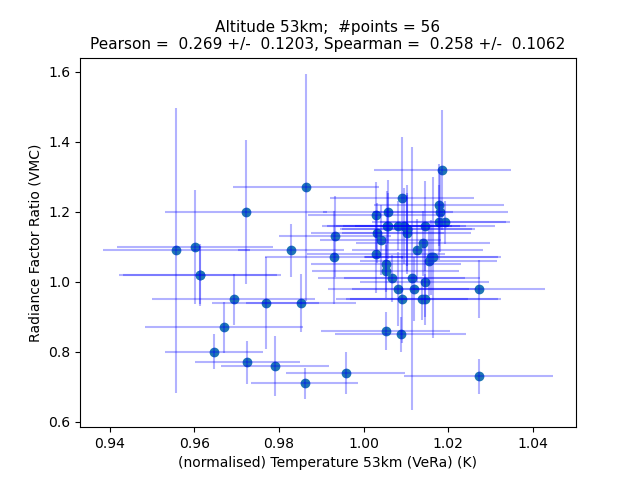 Altitude 53km;  #points = 56
Pearson =  0.269 +/-  0.1203, Spearman =  0.258 +/-  0.1062
1.6
1.4
1.2
1.0
0.8
0.6
Radiance Factor Ratio (VMC)
0.94 0.96 0.98 1.00 1.02 1.04
(normalised) Temperature 53km (VeRa) (K)